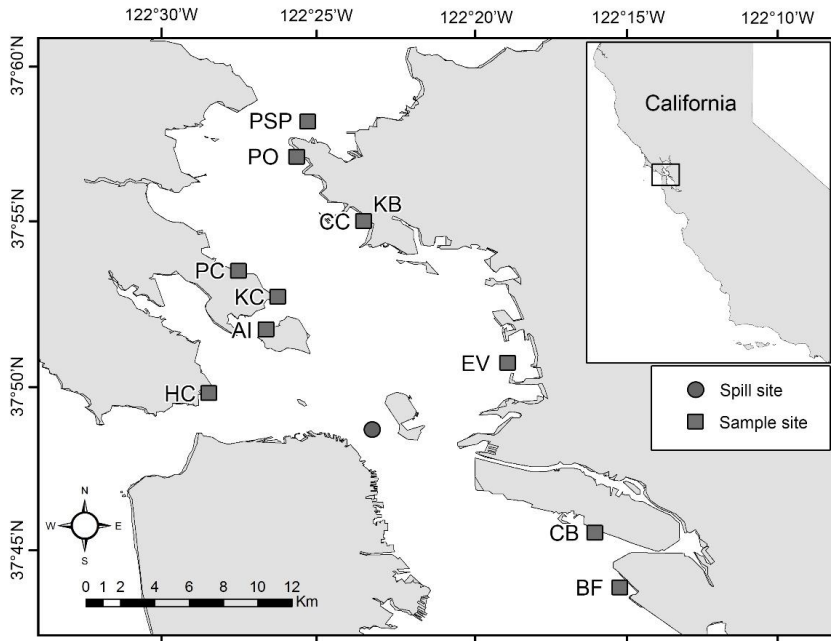 122°30'W 122°25'W 122°20'W 122°15'W 122°10'W
37°60'N
37°55'N
37°50'N
37°45'N
California
PSP
PO
KB
CC
PC
KC
AI
EV
HC
Spill site
Sample site
CB
BF
N
W E
S
0 1 2 4 6 8 10 12
Km